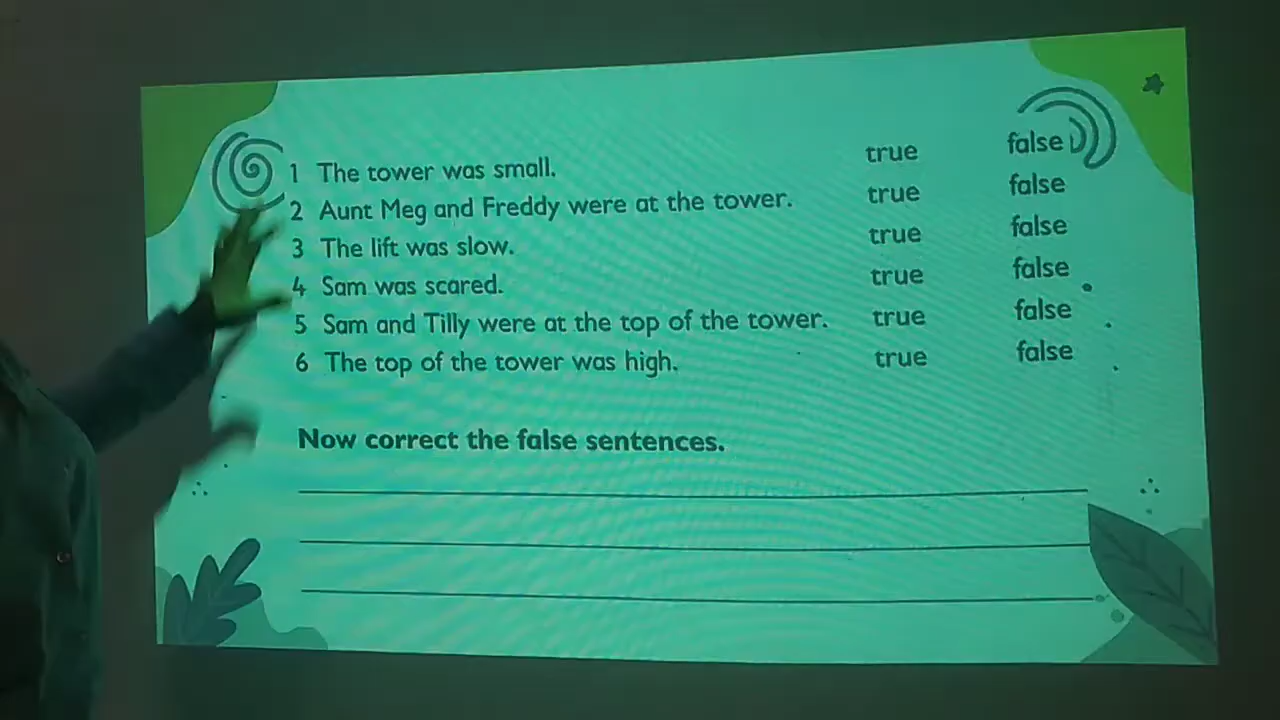 1 The tower was small. true false
2 Aunt Meg and Freddy were at the tower. true false
3 The lift was slow. true false
4 Sam was scared. true false
5 Sam and Tilly were at the top of the tower. true false
6 The top of the tower was high. true false
Now correct the false sentences.